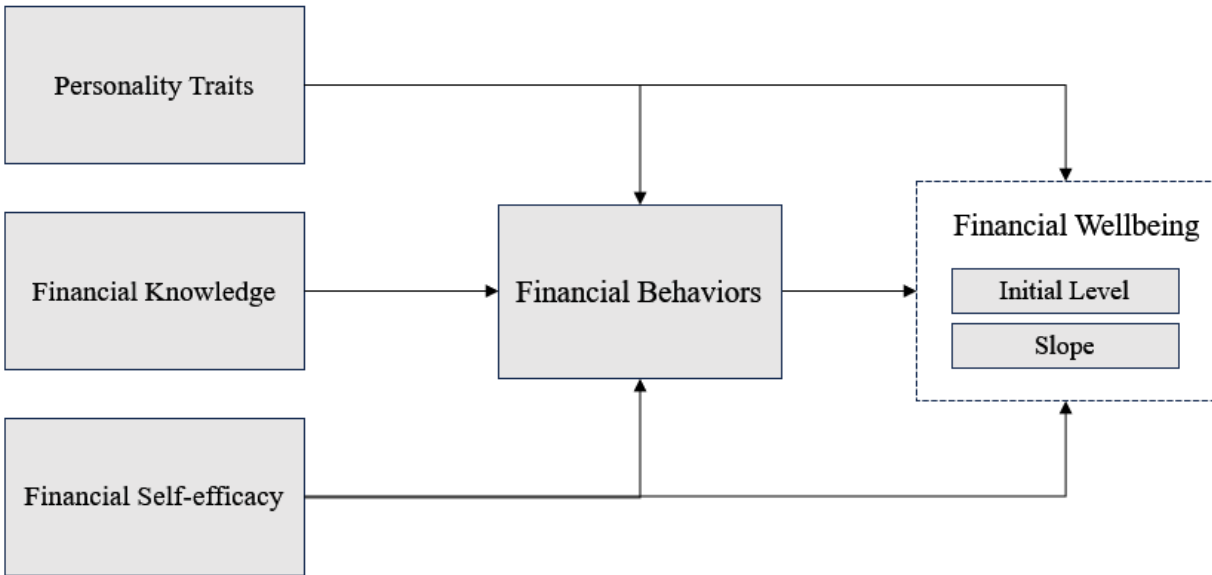 Personality Traits
Financial Knowledge
Financial Self-efficacy
Financial Behaviors
Financial Wellbeing
Initial Level
Slope